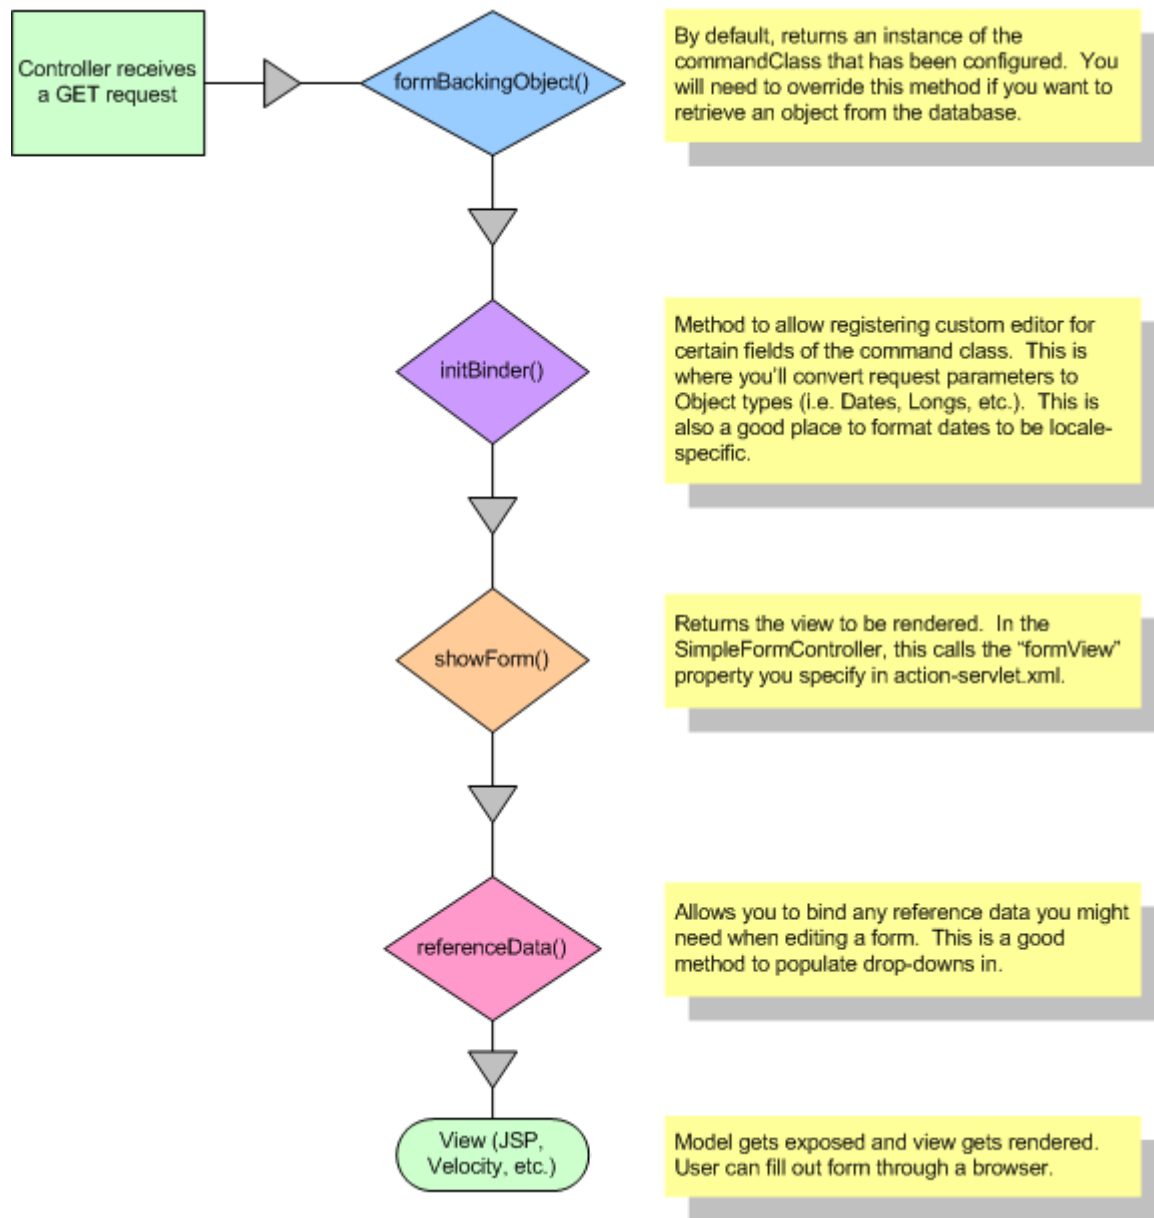 Controller receives
a GET request
formBackingObject()
By default, returns an instance of the
commandClass that has been configured.  You
will need to override this method if you want to
retrieve an object from the database.
initBinder()
Method to allow registering custom editor for
certain fields of the command class.  This is
where you'll convert request parameters to
Object types (i.e. Dates, Longs, etc.).  This is
also a good place to format dates to be locale-
specific.
showForm()
Returns the view to be rendered.  In the
SimpleFormController, this calls the “formView”
property you specify in action-servlet.xml.
referenceData()
Allows you to bind any reference data you might
need when editing a form.  This is a good
method to populate drop-downs in.
View (JSP,
Velocity, etc.)
Model gets exposed and view gets rendered.
User can fill out form through a browser.